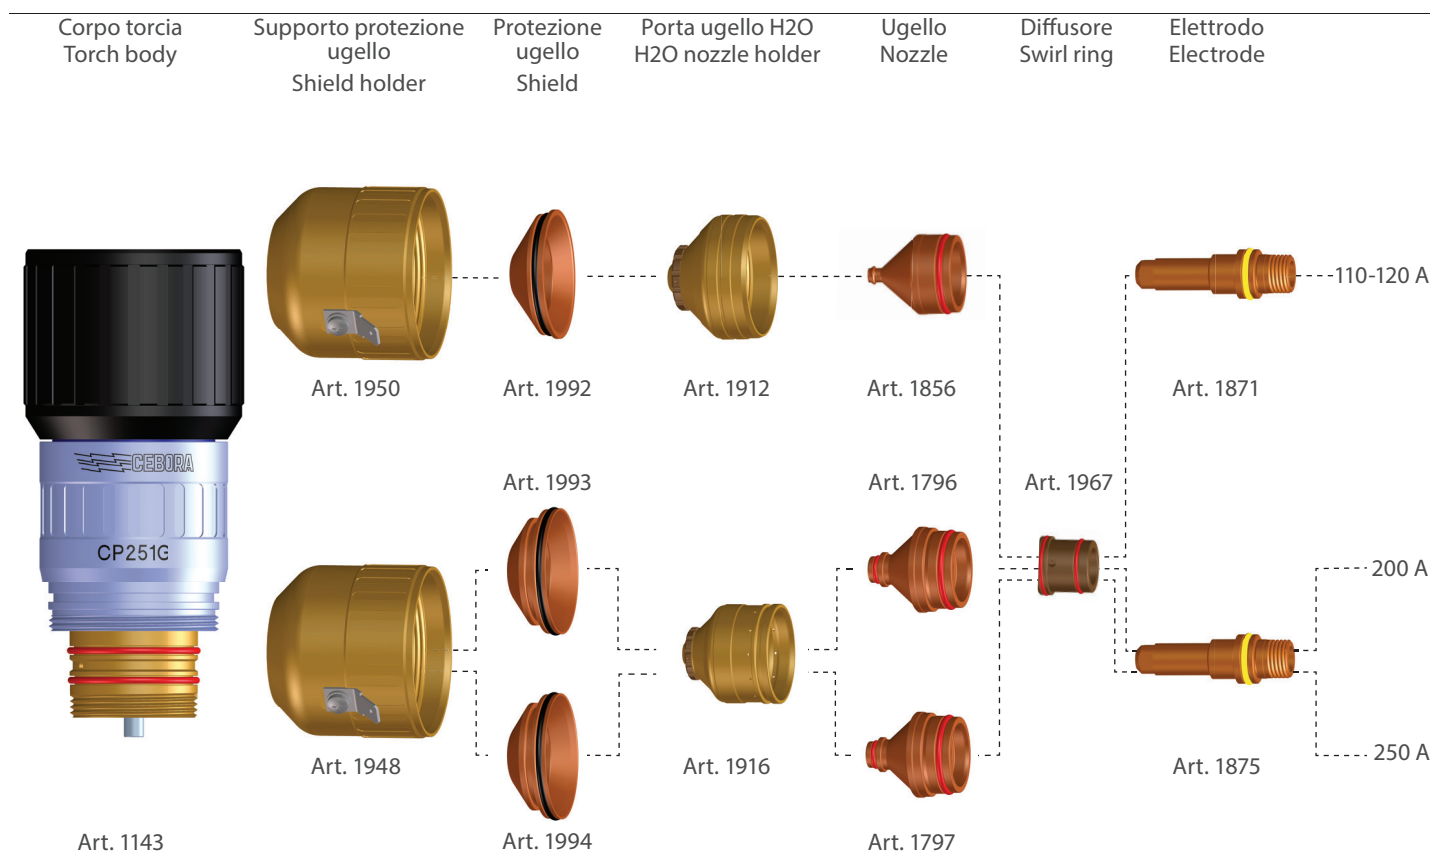 Corpo torcia
Torch body
Supporto protezione
ugello
Shield holder
Protezione
ugello
Shield
Porta ugello H2O
H2O nozzle holder
Ugello
Nozzle
Diffusore
Swirl ring
Elettrodo
Electrode
110-120 A
Art. 1950
Art. 1992
Art. 1912
Art. 1856
Art. 1871
CEBORA
CP251G
Art. 1993
Art. 1796
Art. 1967
200 A
250 A
Art. 1948
Art. 1916
Art. 1875
Art. 1143
Art. 1994
Art. 1797